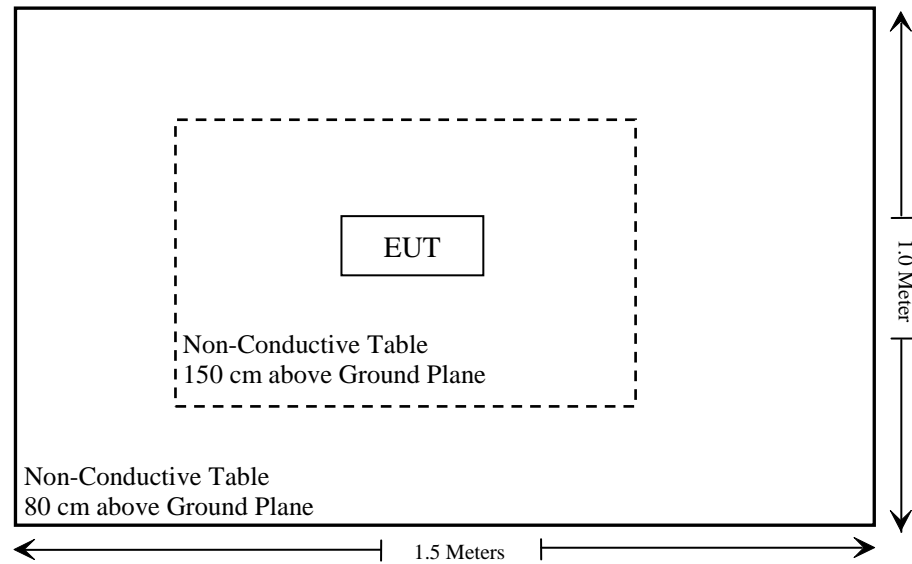 EUT
Non-Conductive Table
150 cm above Ground Plane
Non-Conductive Table
80 cm above Ground Plane
1.5 Meters
1.0 Meter